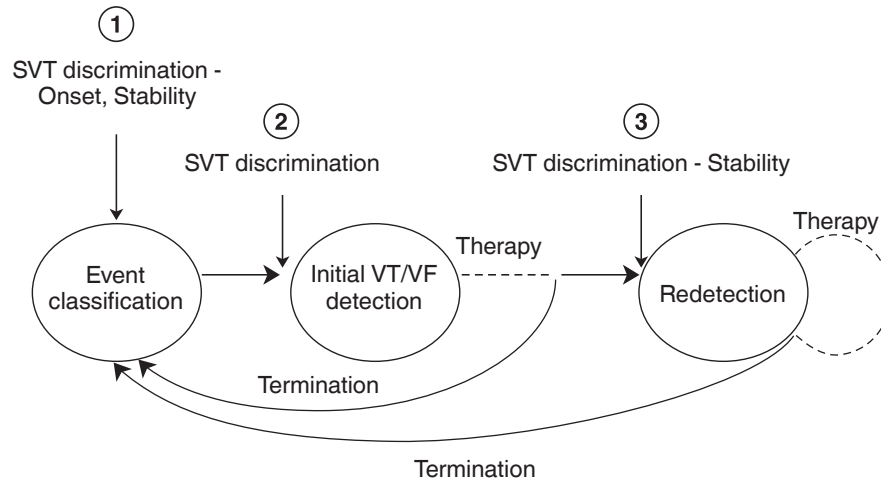 1
SVT discrimination -
Onset, Stability
2
SVT discrimination
3
SVT discrimination - Stability
Event
classification
Initial VT/VF
detection
Therapy
Redetection
Therapy
Termination
Termination